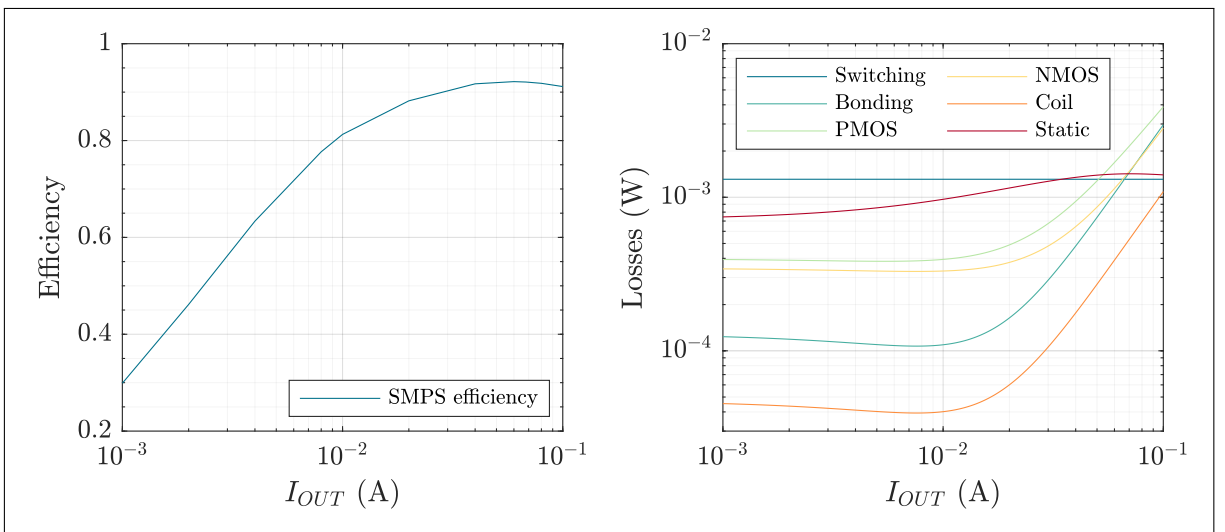 1
0.8
0.6
0.4
0.2
Efficiency
SMPS efficiency
10⁻³
10⁻²
10⁻¹
I_OUT (A)
10⁻²
10⁻³
10⁻⁴
Losses (W)
Switching
Bonding
PMOS
NMOS
Coil
Static
10⁻³
10⁻²
10⁻¹
I_OUT (A)